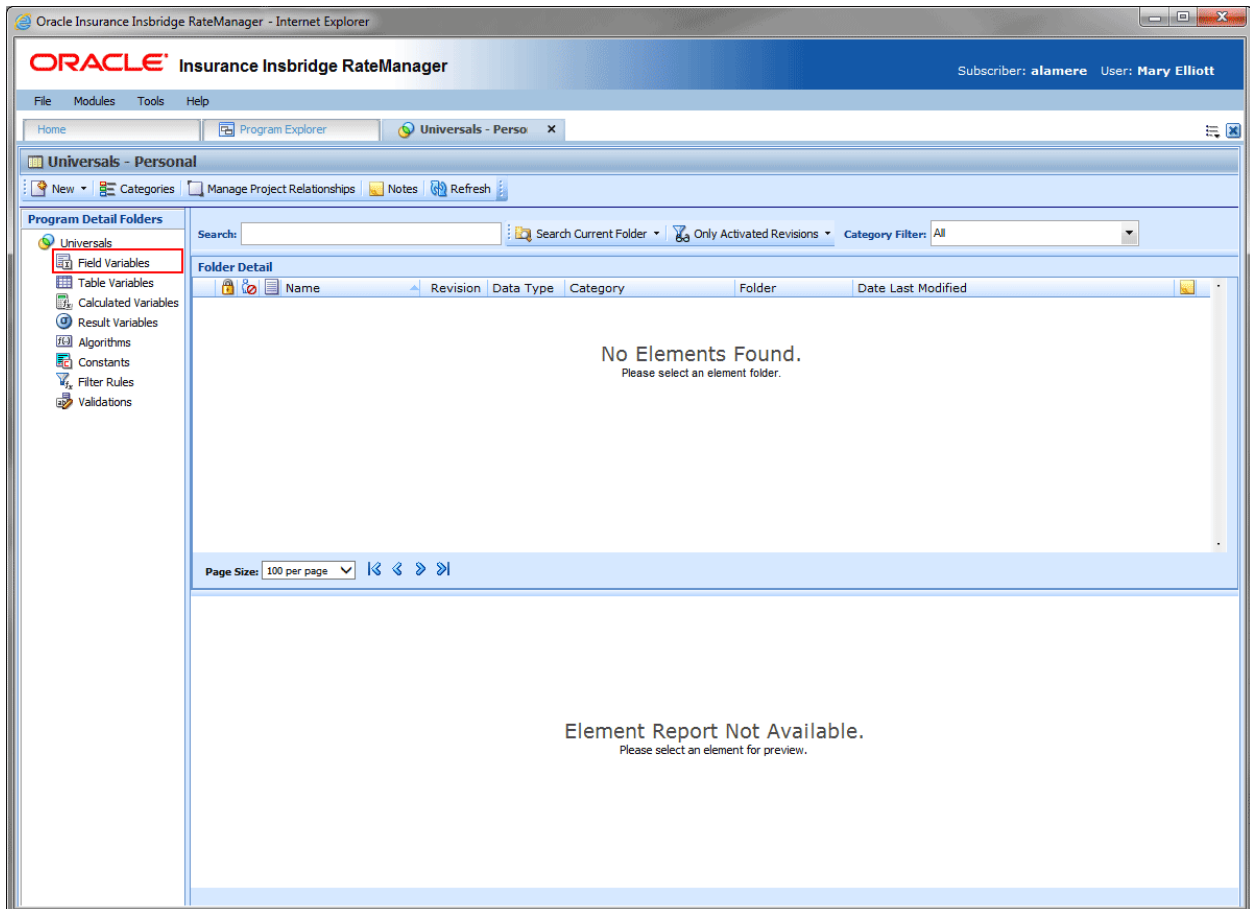 Oracle Insurance Insbridge RateManager - Internet Explorer
ORACLE Insurance Insbridge RateManager
Subscriber: alamere User: Mary Elliott
File Modules Tools Help
Home Program Explorer Universals - Perso x
Universals - Personal
New Categories Manage Project Relationships Notes Refresh
Program Detail Folders
Universals
Field Variables
Table Variables
Calculated Variables
Result Variables
Algorithms
Constants
Filter Rules
Validations
Search: Search Current Folder Only Activated Revisions Category Filter: All
Folder Detail
Name Revision Data Type Category Folder Date Last Modified
No Elements Found.
Please select an element folder.
Page Size: 100 per page
Element Report Not Available.
Please select an element for preview.